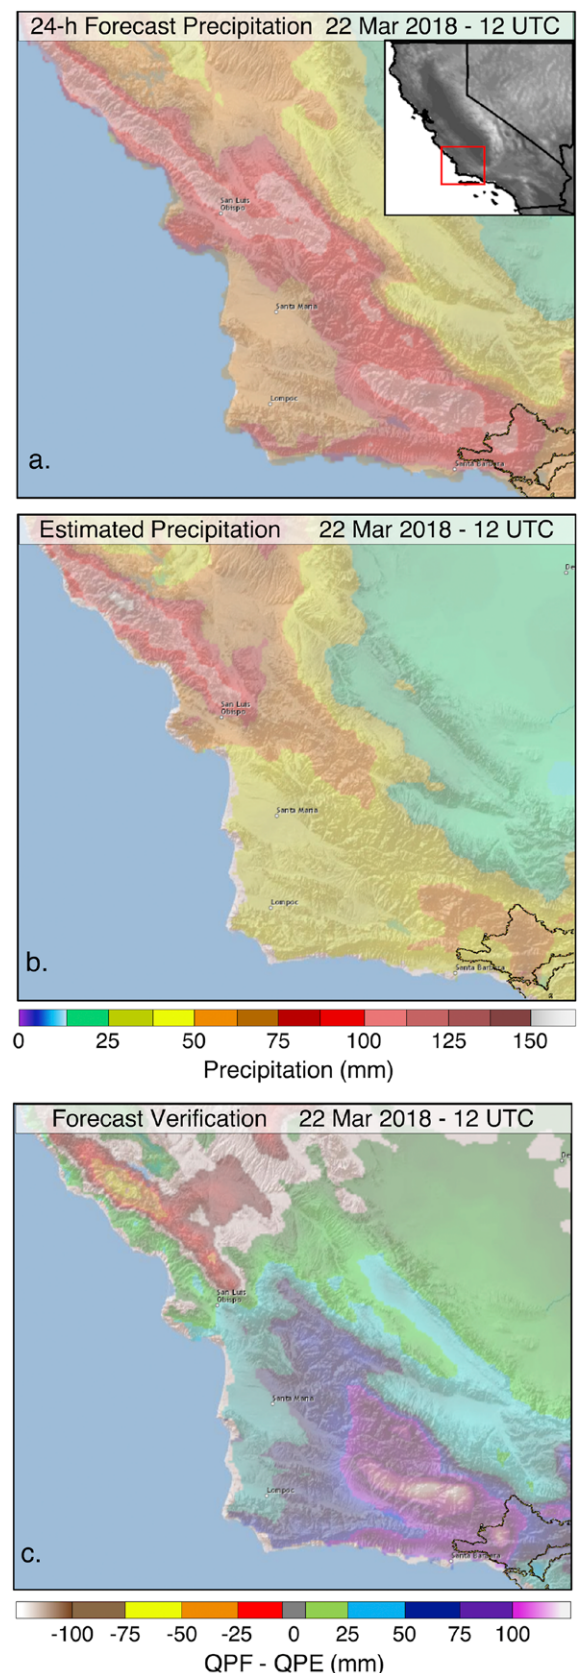 24-h Forecast Precipitation 22 Mar 2018 - 12 UTC
San Luis
Obispo
Santa Maria
Lompoc
Santa Barbara
a.
Estimated Precipitation 22 Mar 2018 - 12 UTC
De
San Luis
Obispo
Santa Maria
Lompoc
Santa Barbara
b.
0 25 50 75 100 125 150
Precipitation (mm)
Forecast Verification 22 Mar 2018 - 12 UTC
De
San Luis
Obispo
Santa Maria
Lompoc
Santa Barbara
c.
-100 -75 -50 -25 0 25 50 75 100
QPF - QPE (mm)